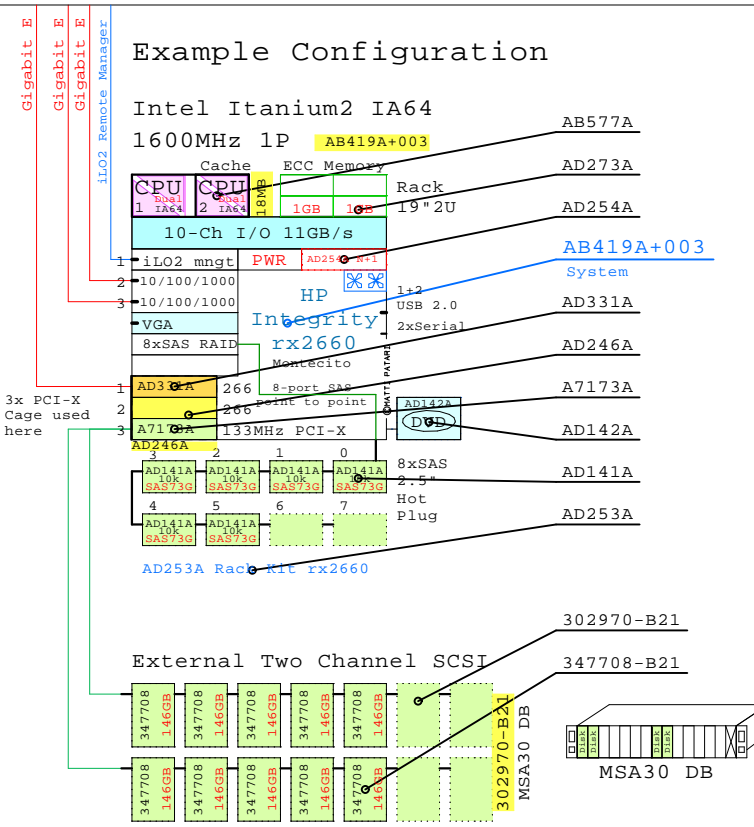 Gigabit E
Gigabit E
Gigabit E
iLO2 Remote Manager
Example Configuration
Intel Itanium2 IA64
1600MHz 1P
AB419A+003
AB577A
Cache
ECC Memory
AD273A
CPU
Dual
1 IA64
CPU
Dual
2 IA64
18MB
1GB
1GB
Rack
19"2U
AD254A
10-Ch I/O 11GB/s
AB419A+003
System
1 iLO2 mngt
PWR
AD254A N+1
2 10/100/1000
HP
1+2
USB 2.0
3 10/100/1000
AD331A
VGA
Integrity
2xSerial
8xSAS RAID
rx2660
AD246A
Montecito
©MATTI PATARI
1 AD331A
266
8-port SAS
A7173A
3x PCI-X
Cage used
here
2
266
point to point
AD142A
DVD
3 A7173A
133MHz PCI-X
AD142A
AD246A
3
2
1
0
8xSAS
2.5"
Hot
Plug
AD141A
AD141A
10k
SAS73G
AD141A
10k
SAS73G
AD141A
10k
SAS73G
AD141A
10k
SAS73G
4
5
6
7
AD253A
AD141A
10k
SAS73G
AD141A
10k
SAS73G
AD253A Rack Kit rx2660
302970-B21
External Two Channel SCSI
347708-B21
347708
146GB
347708
146GB
347708
146GB
347708
146GB
347708
146GB
302970-B21
MSA30 DB
347708
146GB
347708
146GB
347708
146GB
347708
146GB
347708
146GB
Disk
Disk
Disk
Disk
MSA30 DB